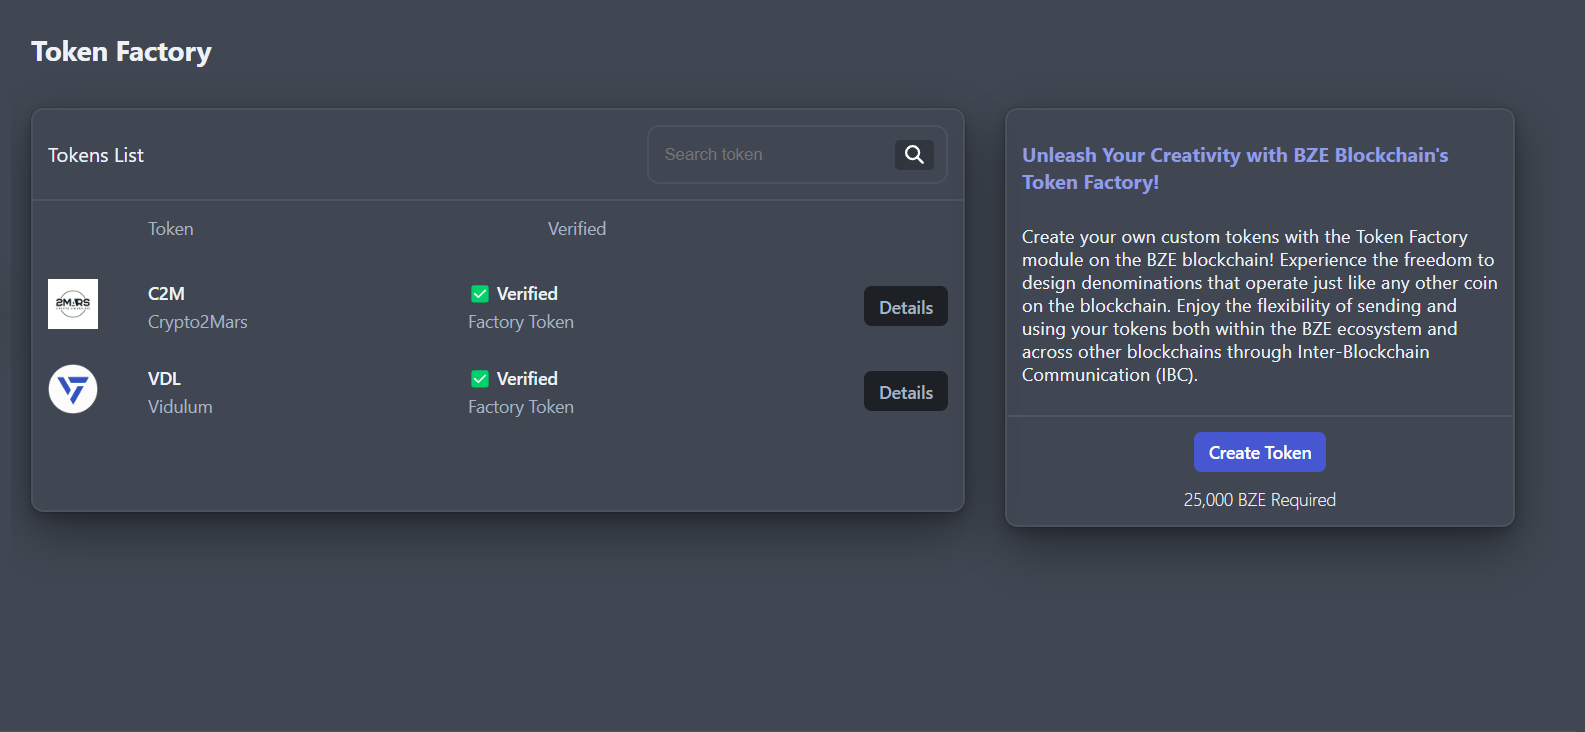 Token Factory
Tokens List
Search token
Token Verified
2MARS
C2M
Crypto2Mars
Verified
Factory Token
Details
VDL
Vidulum
Verified
Factory Token
Details
Unleash Your Creativity with BZE Blockchain's
Token Factory!
Create your own custom tokens with the Token Factory
module on the BZE blockchain! Experience the freedom to
design denominations that operate just like any other coin
on the blockchain. Enjoy the flexibility of sending and
using your tokens both within the BZE ecosystem and
across other blockchains through Inter-Blockchain
Communication (IBC).
Create Token
25,000 BZE Required